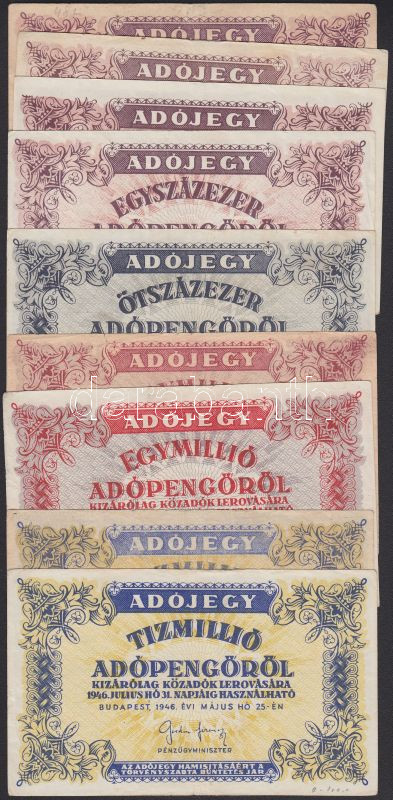 ADÓJEGY
ADÓJEGY
ADÓJEGY
ADÓJEGY
EGYSZÁZEZER
ADÓPENGŐRŐL
ADÓJEGY
ÖTSZÁZEZER
ADÓPENGŐRŐL
ADÓJEGY
ADÓJEGY
EGYMILLIÓ
ADÓPENGŐRŐL
KIZÁRÓLAG KÖZADÓK LEROVÁSÁRA
ADÓJEGY
ADÓJEGY
TIZMILLIÓ
ADÓPENGŐRŐL
KIZÁRÓLAG KÖZADÓK LEROVÁSÁRA
1946. JULIUS HÓ 31. NAPJÁIG HASZNÁLHATÓ
BUDAPEST, 1946. ÉVI MÁJUS HÓ 25-ÉN
PÉNZÜGYMINISZTER
AZ ADÓJEGY HAMISITÁSÁÉRT A
TÖRVÉNYSZABTA BÜNTETÉS JÁR